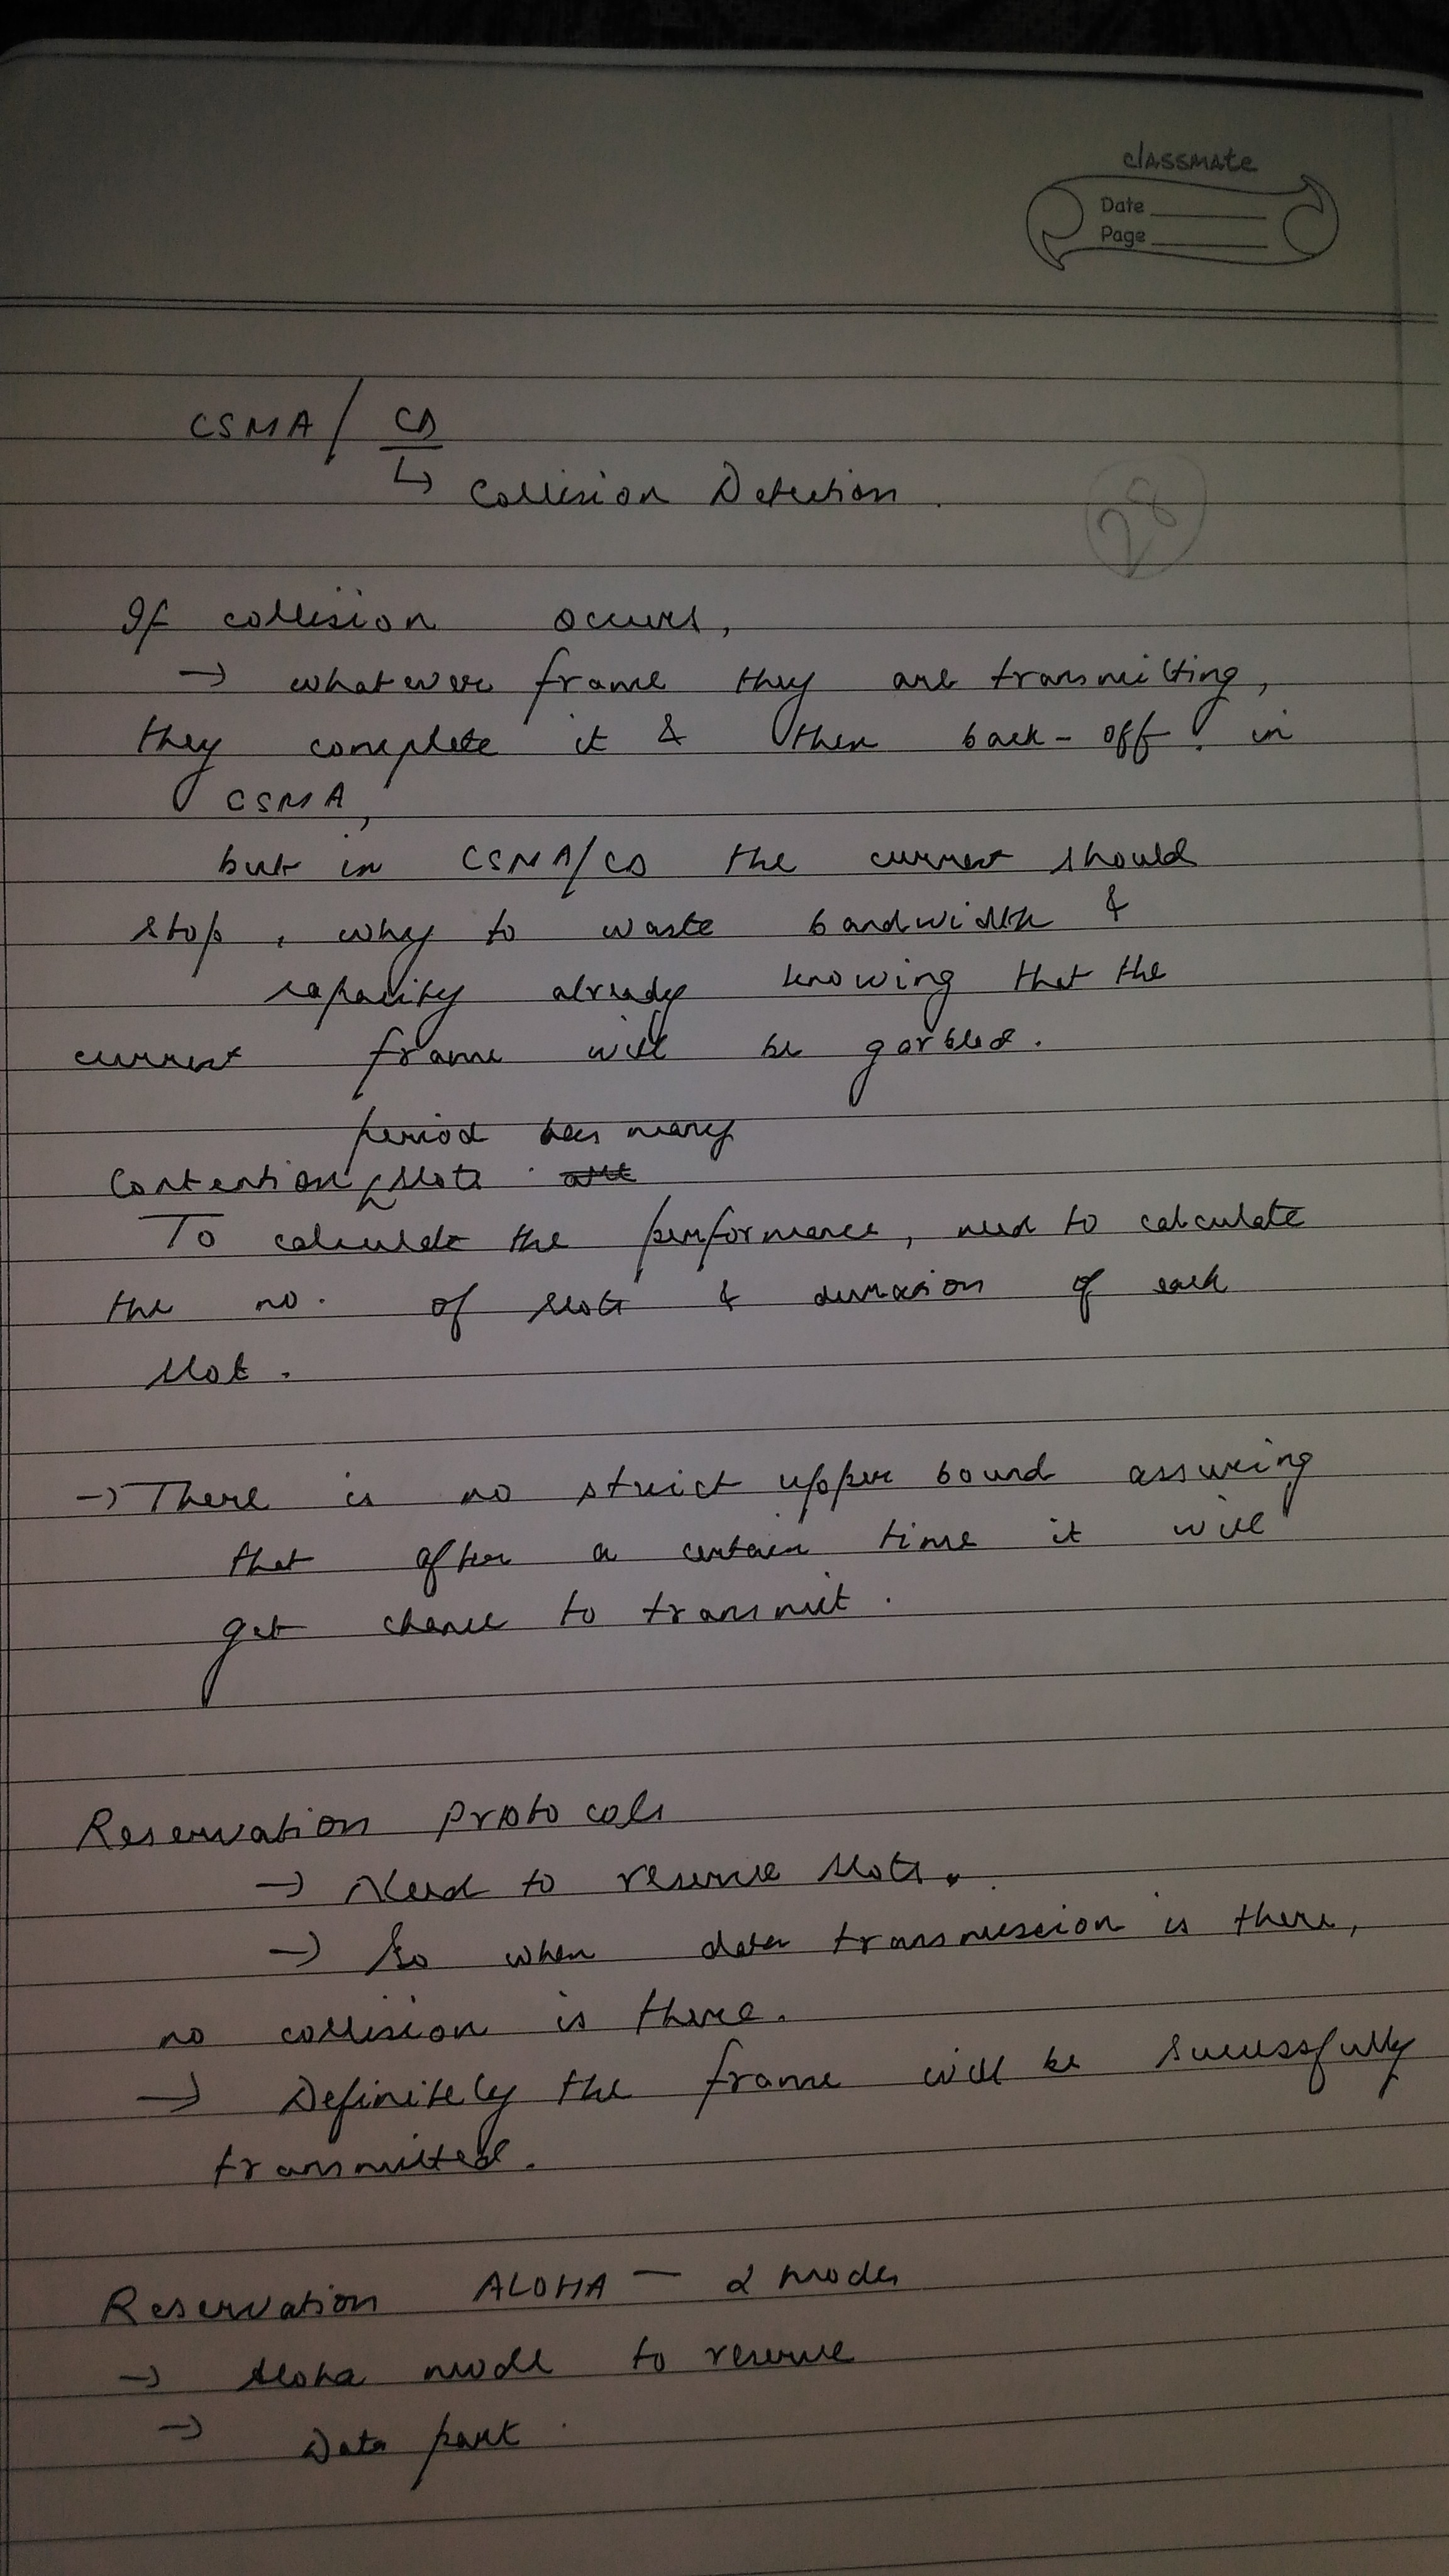 classmate
Date
Page
CSMA / CD
↳ Collision Detection.
28
If collision occurs,
→ whatever frame they are transmitting,
they complete it & then back-off. in
CSMA,
but in CSMA/CD the current should
stop, why to waste bandwidth &
capacity already knowing that the
current frame will be garbled.
period has many
Contention slots
To calculate the performance, need to calculate
the no. of slots & duration of each
slot.
→ There is no strict upper bound assuring
that after a certain time it will
get chance to transmit.
Reservation Protocols
→ Need to reserve slots.
→ So when data transmission is there,
no collision is there.
→ Definitely the frame will be sucessfully
transmitted.
Reservation ALOHA — 2 modes
→ Aloha mode to reserve
→ Data part.